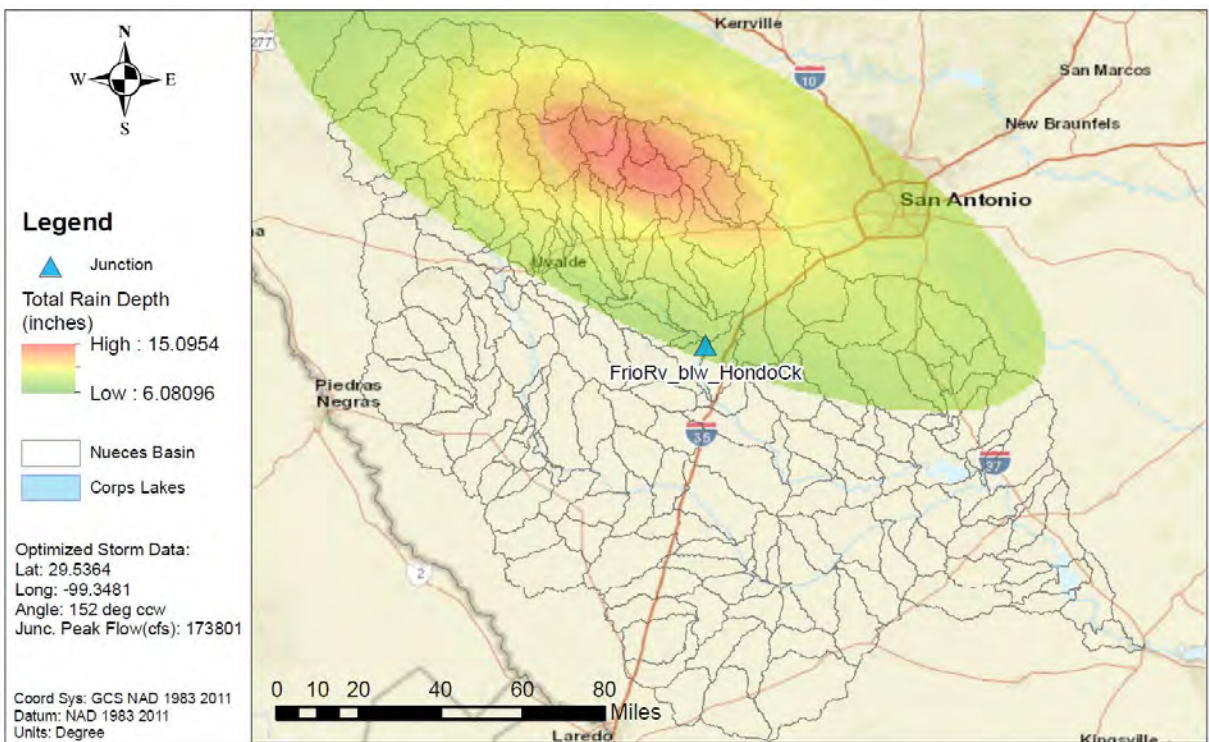 N
W E
S
Legend
Junction
Total Rain Depth
(inches)
High : 15.0954
Low : 6.08096
Nueces Basin
Corps Lakes
Optimized Storm Data:
Lat: 29.5364
Long: -99.3481
Angle: 152 deg ccw
Junc. Peak Flow(cfs): 173801
Coord Sys: GCS NAD 1983 2011
Datum: NAD 1983 2011
Units: Degree
277
Kerrville
10
San Marcos
New Braunfels
San Antonio
Uvalde
FrioRv_blw_HondoCk
Piedras
Negras
35
37
2
0 10 20 40 60 80
Miles
Laredo
Kingsville